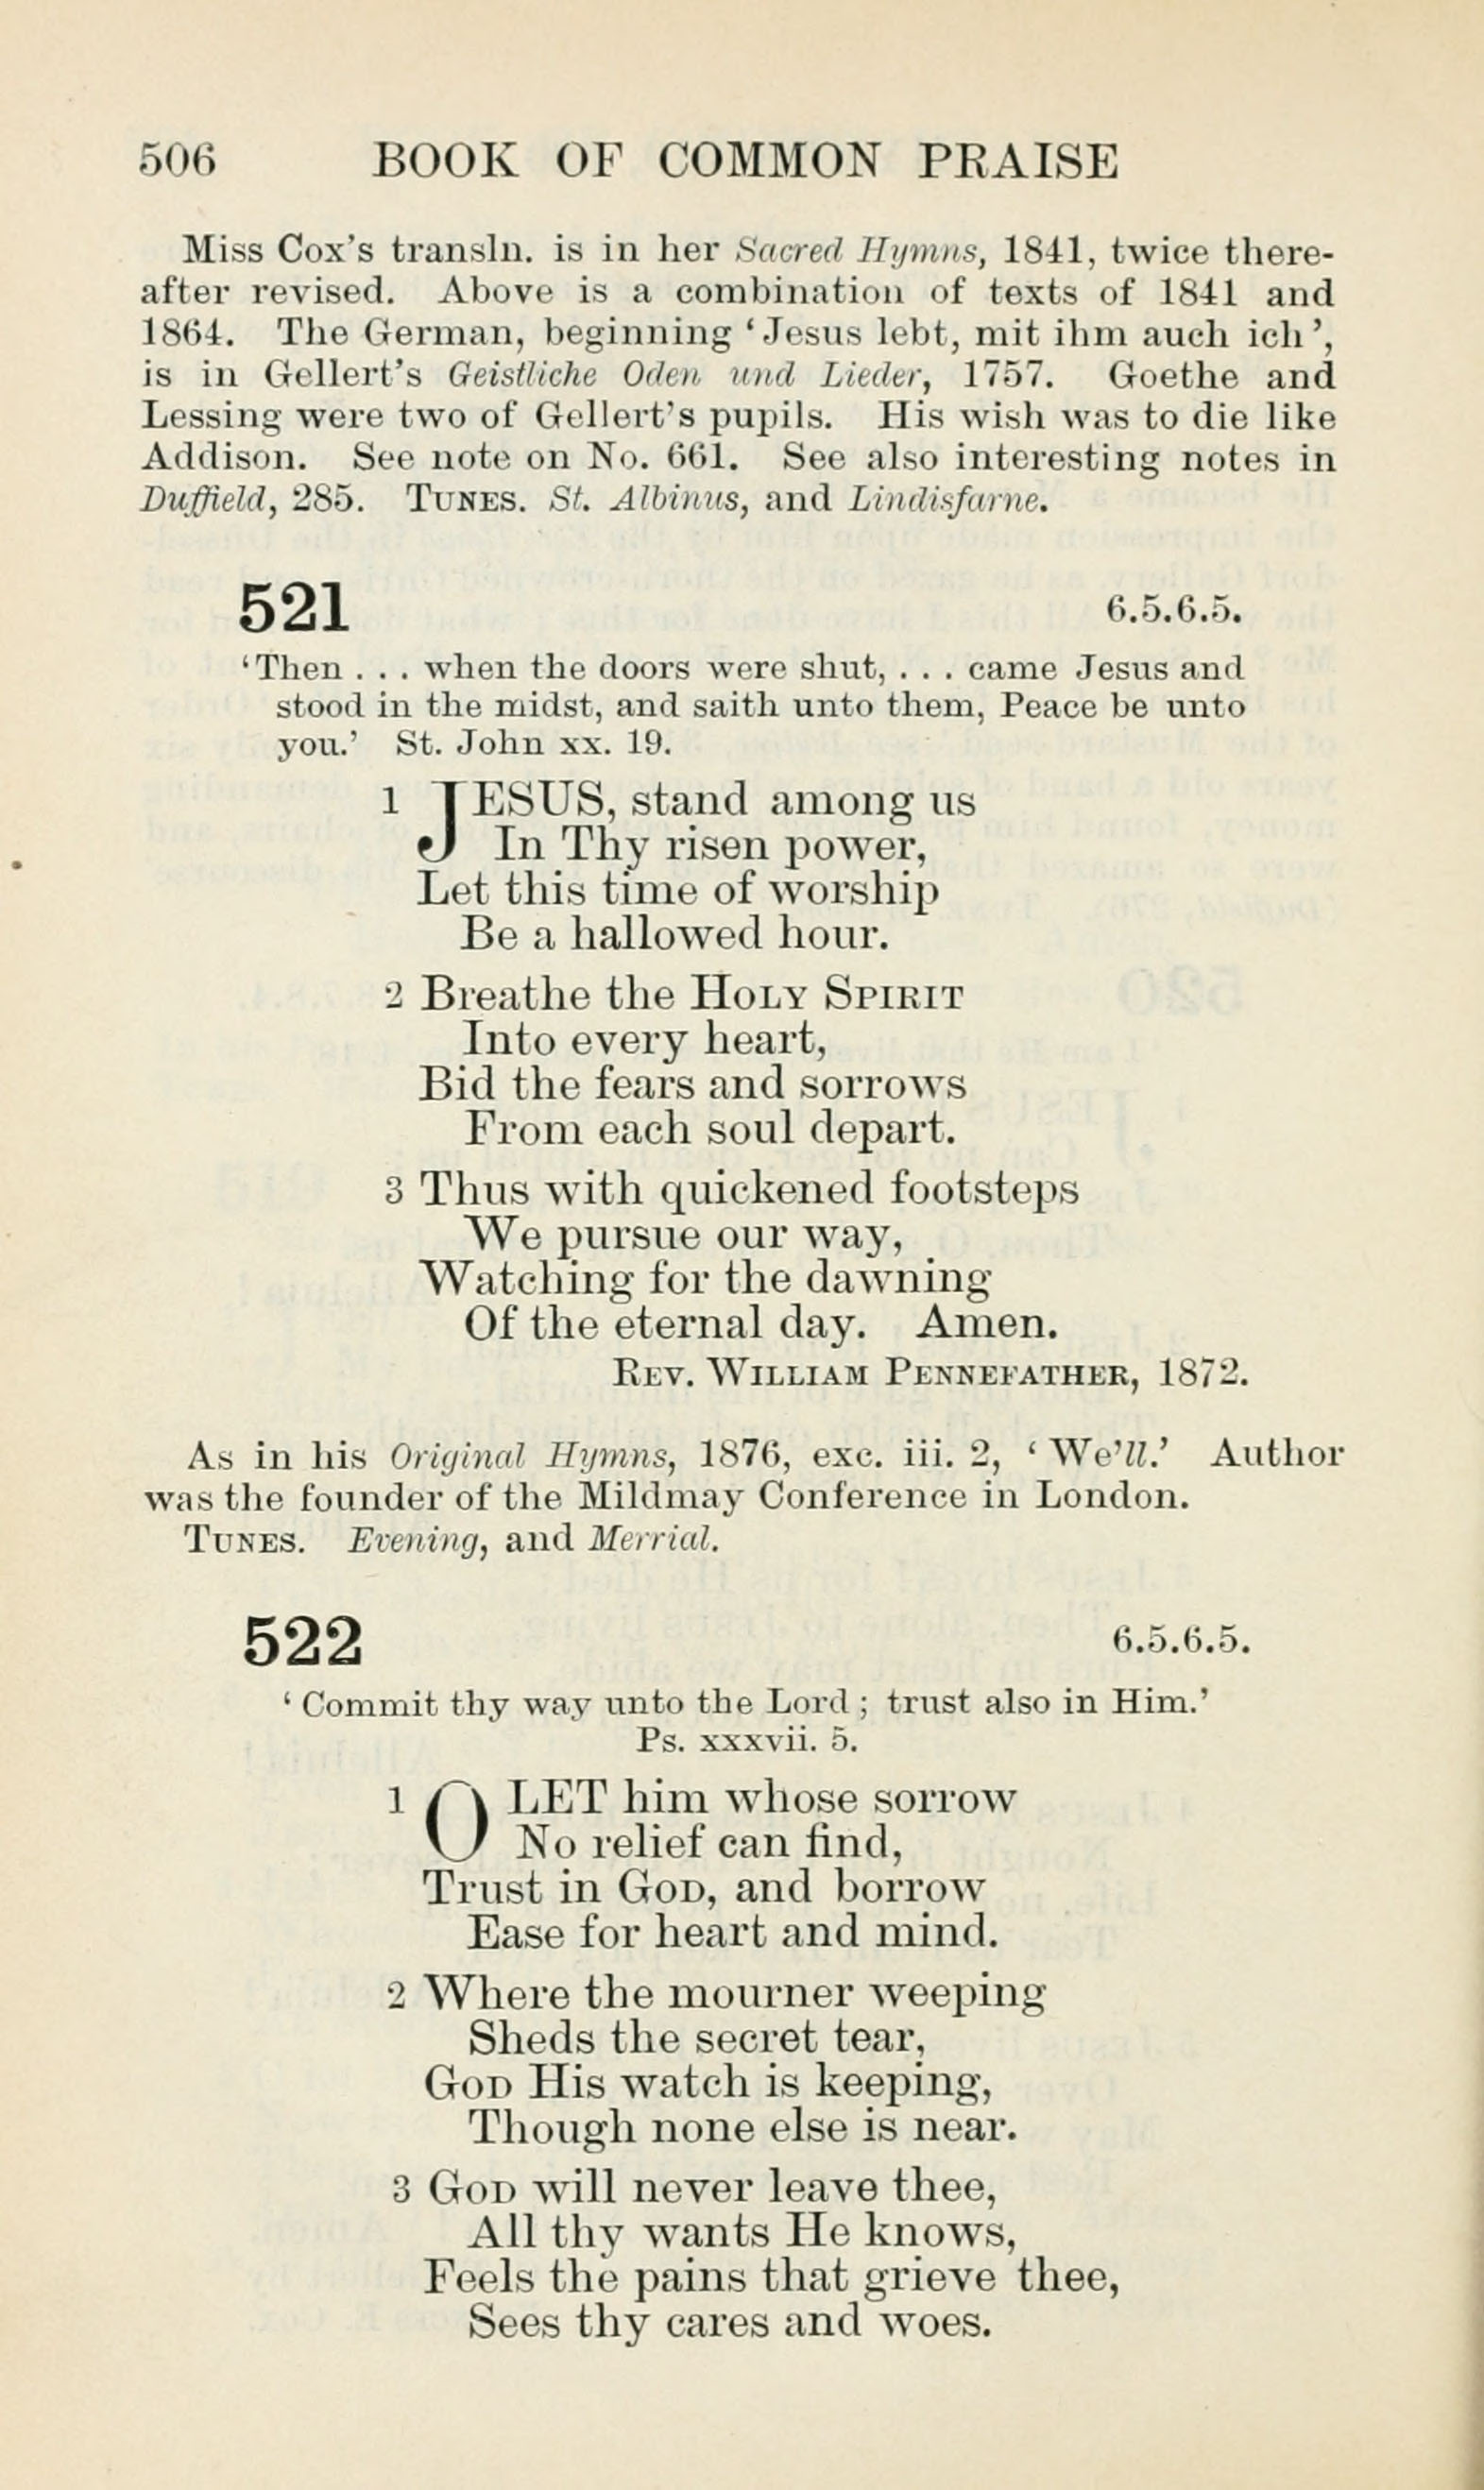 506 BOOK OF COMMON PRAISE
Miss Cox's transln. is in her Sacred Hymns, 1841, twice there-
after revised. Above is a combination of texts of 1841 and
1864. The German, beginning ‘Jesus lebt, mit ihm auch ich’,
is in Gellert's Geistliche Oden und Lieder, 1757. Goethe and
Lessing were two of Gellert's pupils. His wish was to die like
Addison. See note on No. 661. See also interesting notes in
Duffield, 285. TUNES. St. Albinus, and Lindisfarne.
521 6.5.6.5.
‘Then . . . when the doors were shut, . . . came Jesus and
stood in the midst, and saith unto them, Peace be unto
you.’ St. John xx. 19.
1 JESUS, stand among us
In Thy risen power,
Let this time of worship
Be a hallowed hour.
2 Breathe the HOLY SPIRIT
Into every heart,
Bid the fears and sorrows
From each soul depart.
3 Thus with quickened footsteps
We pursue our way,
Watching for the dawning
Of the eternal day. Amen.
REV. WILLIAM PENNEFATHER, 1872.
As in his Original Hymns, 1876, exc. iii. 2, ‘We'll.’ Author
was the founder of the Mildmay Conference in London.
TUNES. Evening, and Merrial.
522 6.5.6.5.
‘Commit thy way unto the Lord; trust also in Him.’
Ps. xxxvii. 5.
1 O LET him whose sorrow
No relief can find,
Trust in GOD, and borrow
Ease for heart and mind.
2 Where the mourner weeping
Sheds the secret tear,
GOD His watch is keeping,
Though none else is near.
3 GOD will never leave thee,
All thy wants He knows,
Feels the pains that grieve thee,
Sees thy cares and woes.